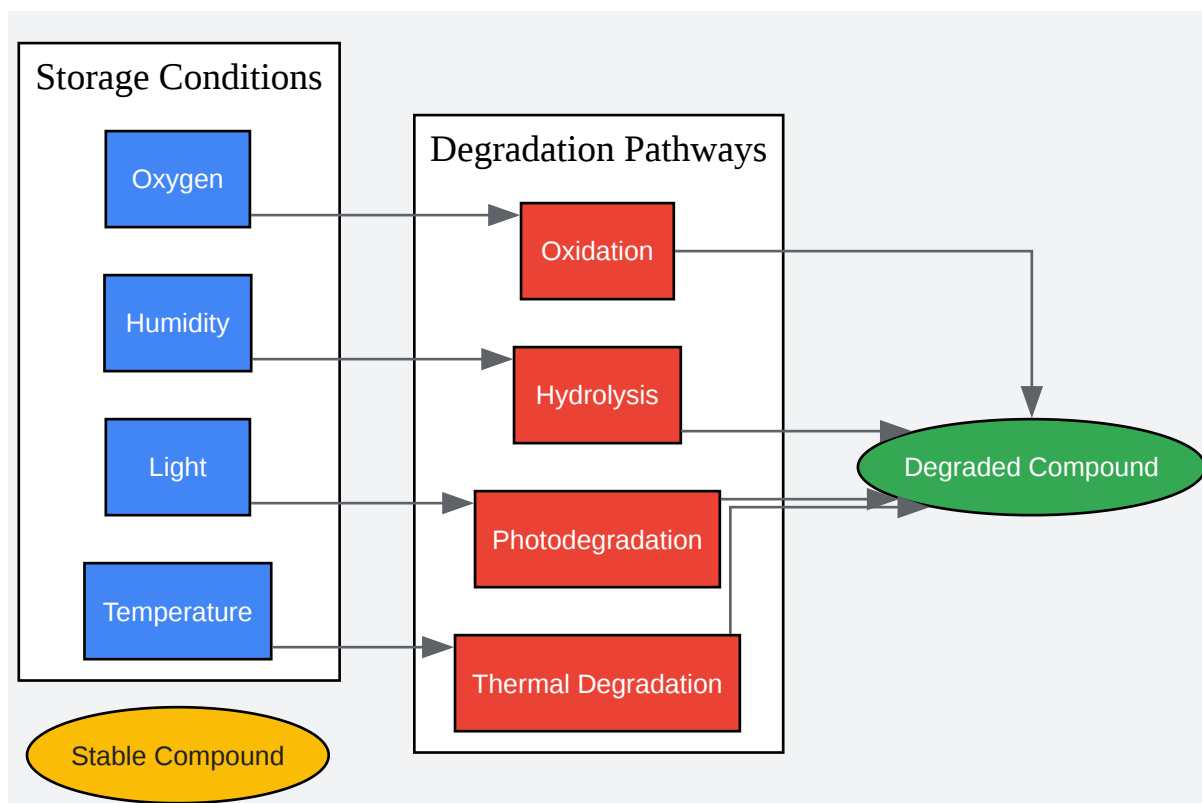 Storage Conditions
Oxygen
Humidity
Light
Temperature
Stable Compound
Degradation Pathways
Oxidation
Hydrolysis
Photodegradation
Thermal Degradation
Degraded Compound